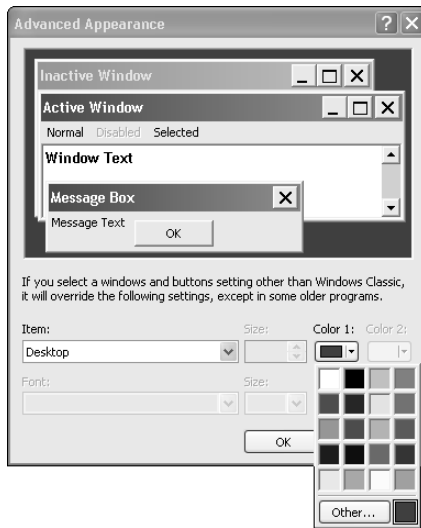 Advanced Appearance
Inactive Window
Active Window
Normal Disabled Selected
Window Text
Message Box
Message Text
OK
If you select a windows and buttons setting other than Windows Classic,
it will override the following settings, except in some older programs.
Item: Size: Color 1: Color 2:
Desktop
Font: Size:
OK
Other...